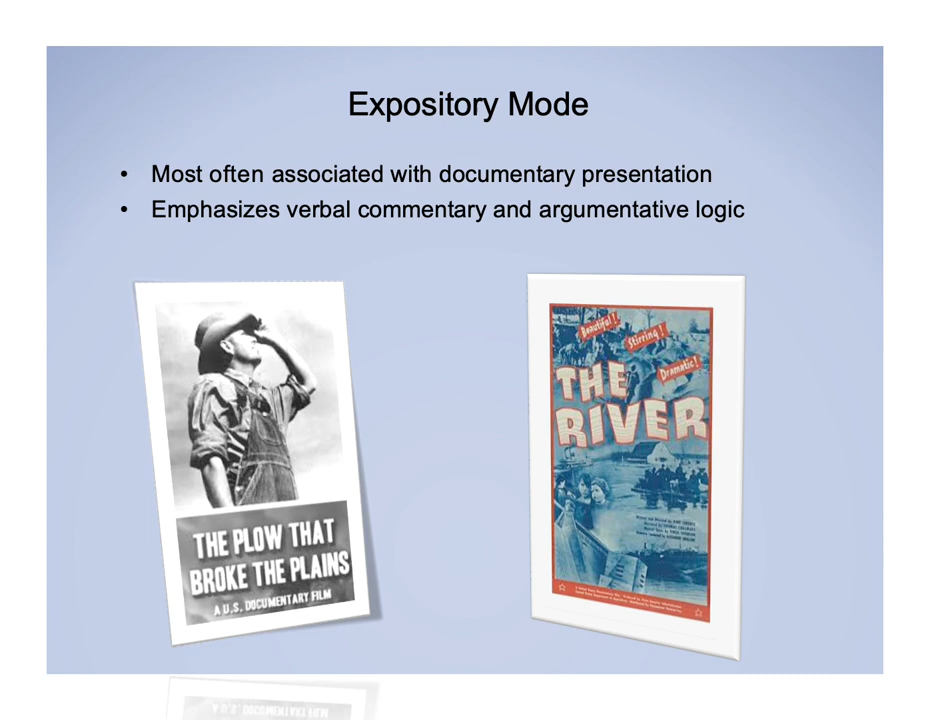 Expository Mode
• Most often associated with documentary presentation
• Emphasizes verbal commentary and argumentative logic
THE PLOW THAT
BROKE THE PLAINS
A U.S. DOCUMENTARY FILM
Beautiful!
Stirring!
Dramatic!
THE
RIVER